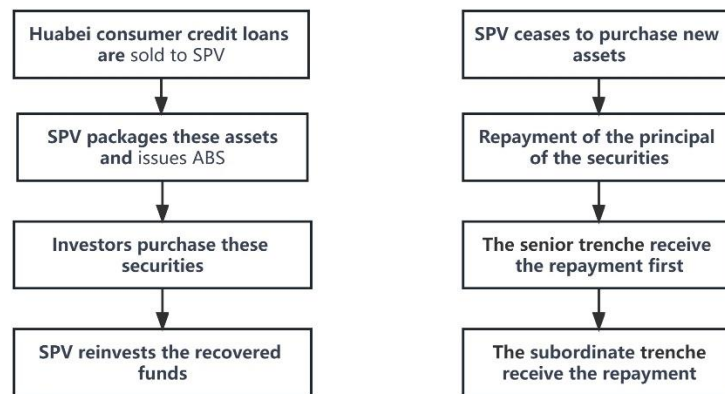 Huabei consumer credit loans
are sold to SPV
SPV packages these assets
and issues ABS
Investors purchase these
securities
SPV reinvests the recovered
funds
SPV ceases to purchase new
assets
Repayment of the principal
of the securities
The senior trenche receive
the repayment first
The subordinate trenche
receive the repayment